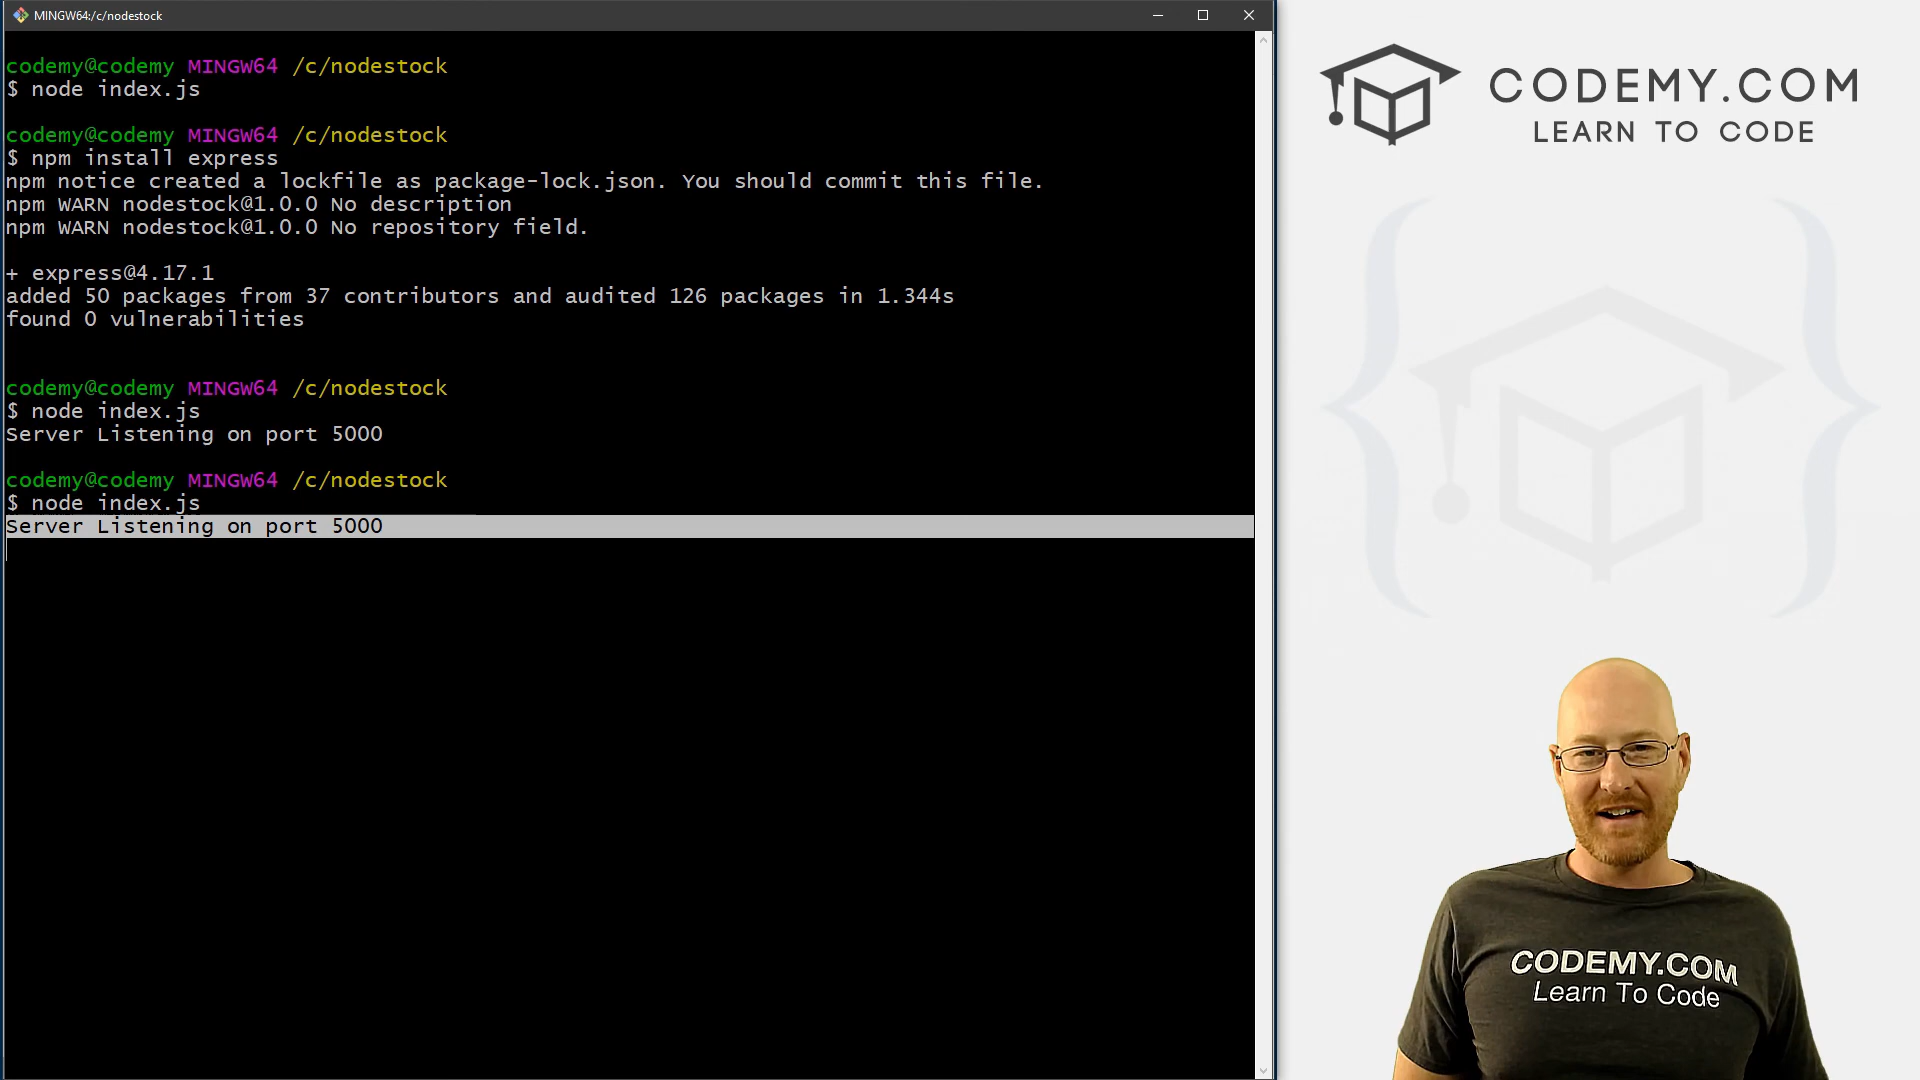 MINGW64:/c/nodestock
codemy@codemy MINGW64 /c/nodestock
$ node index.js
codemy@codemy MINGW64 /c/nodestock
$ npm install express
npm notice created a lockfile as package-lock.json. You should commit this file.
npm WARN nodestock@1.0.0 No description
npm WARN nodestock@1.0.0 No repository field.
+ express@4.17.1
added 50 packages from 37 contributors and audited 126 packages in 1.344s
found 0 vulnerabilities
codemy@codemy MINGW64 /c/nodestock
$ node index.js
Server Listening on port 5000
codemy@codemy MINGW64 /c/nodestock
$ node index.js
Server Listening on port 5000
CODEMY.COM
LEARN TO CODE
CODEMY.COM
Learn To Code